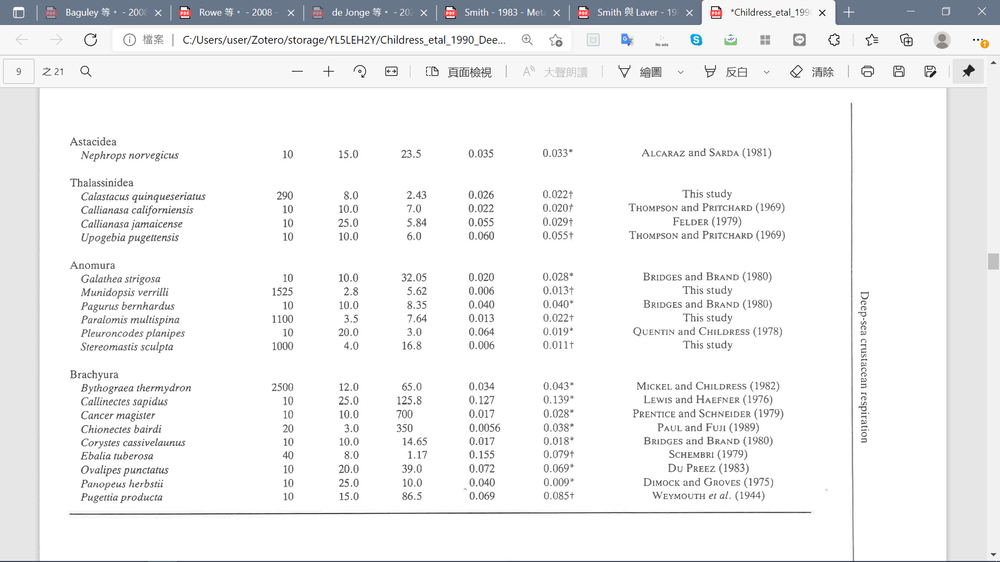 Baguley 等。 - 2008 Rowe 等。 - 2008 - de Jonge 等。 - 202 Smith - 1983 - Meta Smith 與 Laver - 198 *Childress_etal_1990
檔案 C:/Users/user/Zotero/storage/YL5LEH2Y/Childress_etal_1990_Dee... No ads
9 之 21 頁面檢視 大聲朗讀 繪圖 反白 清除
Astacidea
Nephrops norvegicus 10 15.0 23.5 0.035 0.033* ALCARAZ and SARDA (1981)
Thalassinidea
Calastacus quinqueseriatus 290 8.0 2.43 0.026 0.022† This study
Callianasa californiensis 10 10.0 7.0 0.022 0.020† THOMPSON and PRITCHARD (1969)
Callianasa jamaicense 10 25.0 5.84 0.055 0.029† FELDER (1979)
Upogebia pugettensis 10 10.0 6.0 0.060 0.055† THOMPSON and PRITCHARD (1969)
Anomura
Galathea strigosa 10 10.0 32.05 0.020 0.028* BRIDGES and BRAND (1980)
Munidopsis verrilli 1525 2.8 5.62 0.006 0.013† This study
Pagurus bernhardus 10 10.0 8.35 0.040 0.040* BRIDGES and BRAND (1980)
Paralomis multispina 1100 3.5 7.64 0.013 0.022† This study
Pleuroncodes planipes 10 20.0 3.0 0.064 0.019* QUENTIN and CHILDRESS (1978)
Stereomastis sculpta 1000 4.0 16.8 0.006 0.011† This study
Brachyura
Bythograea thermydron 2500 12.0 65.0 0.034 0.043* MICKEL and CHILDRESS (1982)
Callinectes sapidus 10 25.0 125.8 0.127 0.139* LEWIS and HAEFNER (1976)
Cancer magister 10 10.0 700 0.017 0.028* PRENTICE and SCHNEIDER (1979)
Chionectes bairdi 20 3.0 350 0.0056 0.038* PAUL and FUJI (1989)
Corystes cassivelaunus 10 10.0 14.65 0.017 0.018* BRIDGES and BRAND (1980)
Ebalia tuberosa 40 8.0 1.17 0.155 0.079† SCHEMBRI (1979)
Ovalipes punctatus 10 20.0 39.0 0.072 0.069* DU PREEZ (1983)
Panopeus herbstii 10 25.0 10.0 0.040 0.009* DIMOCK and GROVES (1975)
Pugettia producta 10 15.0 86.5 0.069 0.085† WEYMOUTH et al. (1944)
Deep-sea crustacean respiration